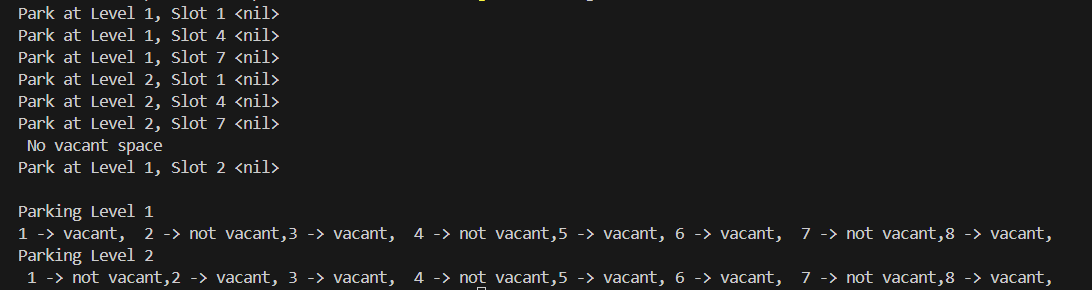 Park at Level 1, Slot 1 <nil>
Park at Level 1, Slot 4 <nil>
Park at Level 1, Slot 7 <nil>
Park at Level 2, Slot 1 <nil>
Park at Level 2, Slot 4 <nil>
Park at Level 2, Slot 7 <nil>
 No vacant space
Park at Level 1, Slot 2 <nil>

Parking Level 1
1 -> vacant,  2 -> not vacant,3 -> vacant,  4 -> not vacant,5 -> vacant, 6 -> vacant,  7 -> not vacant,8 -> vacant,
Parking Level 2
 1 -> not vacant,2 -> vacant, 3 -> vacant,  4 -> not vacant,5 -> vacant, 6 -> vacant,  7 -> not vacant,8 -> vacant,